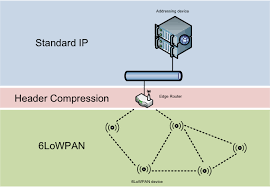 Addressing device
Standard IP
Header Compression
Edge Router
6LoWPAN
6LoWPAN device